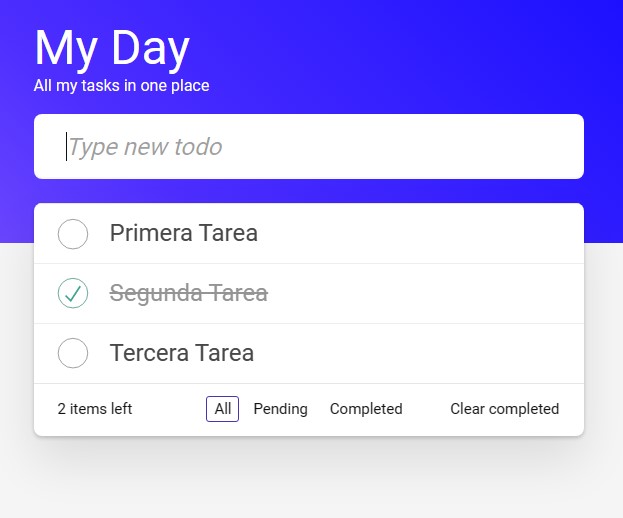 My Day
All my tasks in one place
Type new todo
Primera Tarea
Segunda Tarea
Tercera Tarea
2 items left All Pending Completed Clear completed